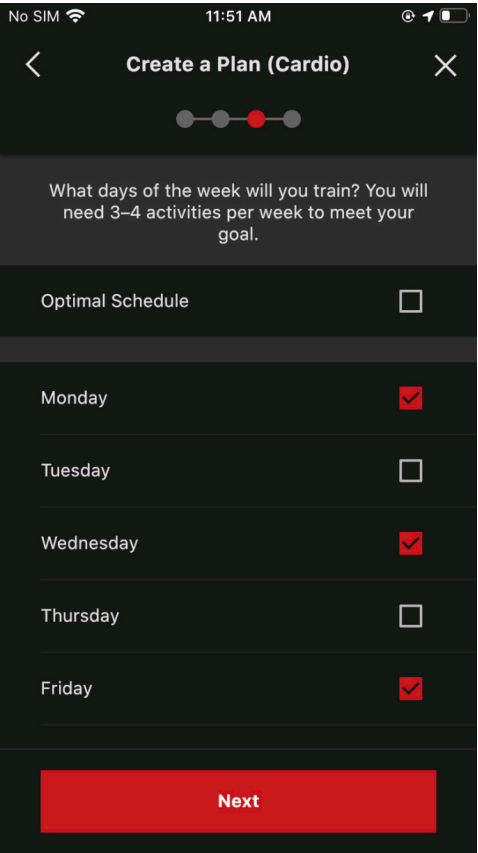 No SIM
11:51 AM
Create a Plan (Cardio)
What days of the week will you train? You will
need 3–4 activities per week to meet your
goal.
Optimal Schedule
Monday
Tuesday
Wednesday
Thursday
Friday
Next